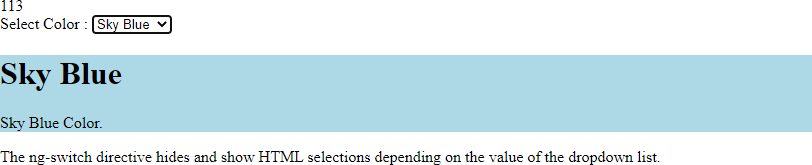 113
Select Color : Sky Blue
Sky Blue
Sky Blue Color.
The ng-switch directive hides and show HTML selections depending on the value of the dropdown list.